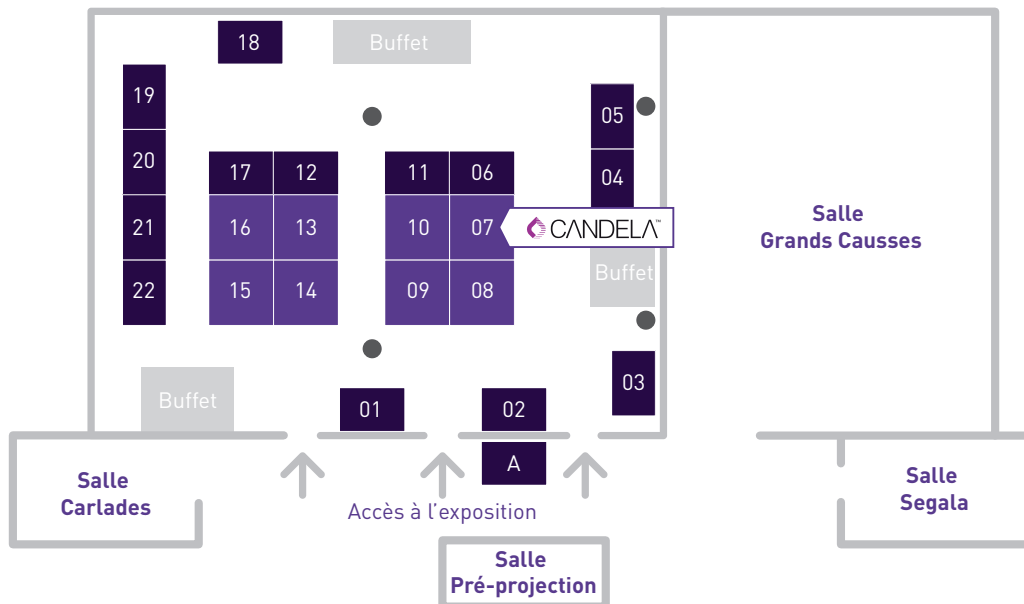 18
Buffet
19
05
20
17
12
11
06
04
21
16
13
10
07
CANDELA™
Salle
Grands Causses
22
15
14
09
08
Buffet
Buffet
01
02
03
A
Salle
Carlades
Accès à l'exposition
Salle
Segala
Salle
Pré-projection